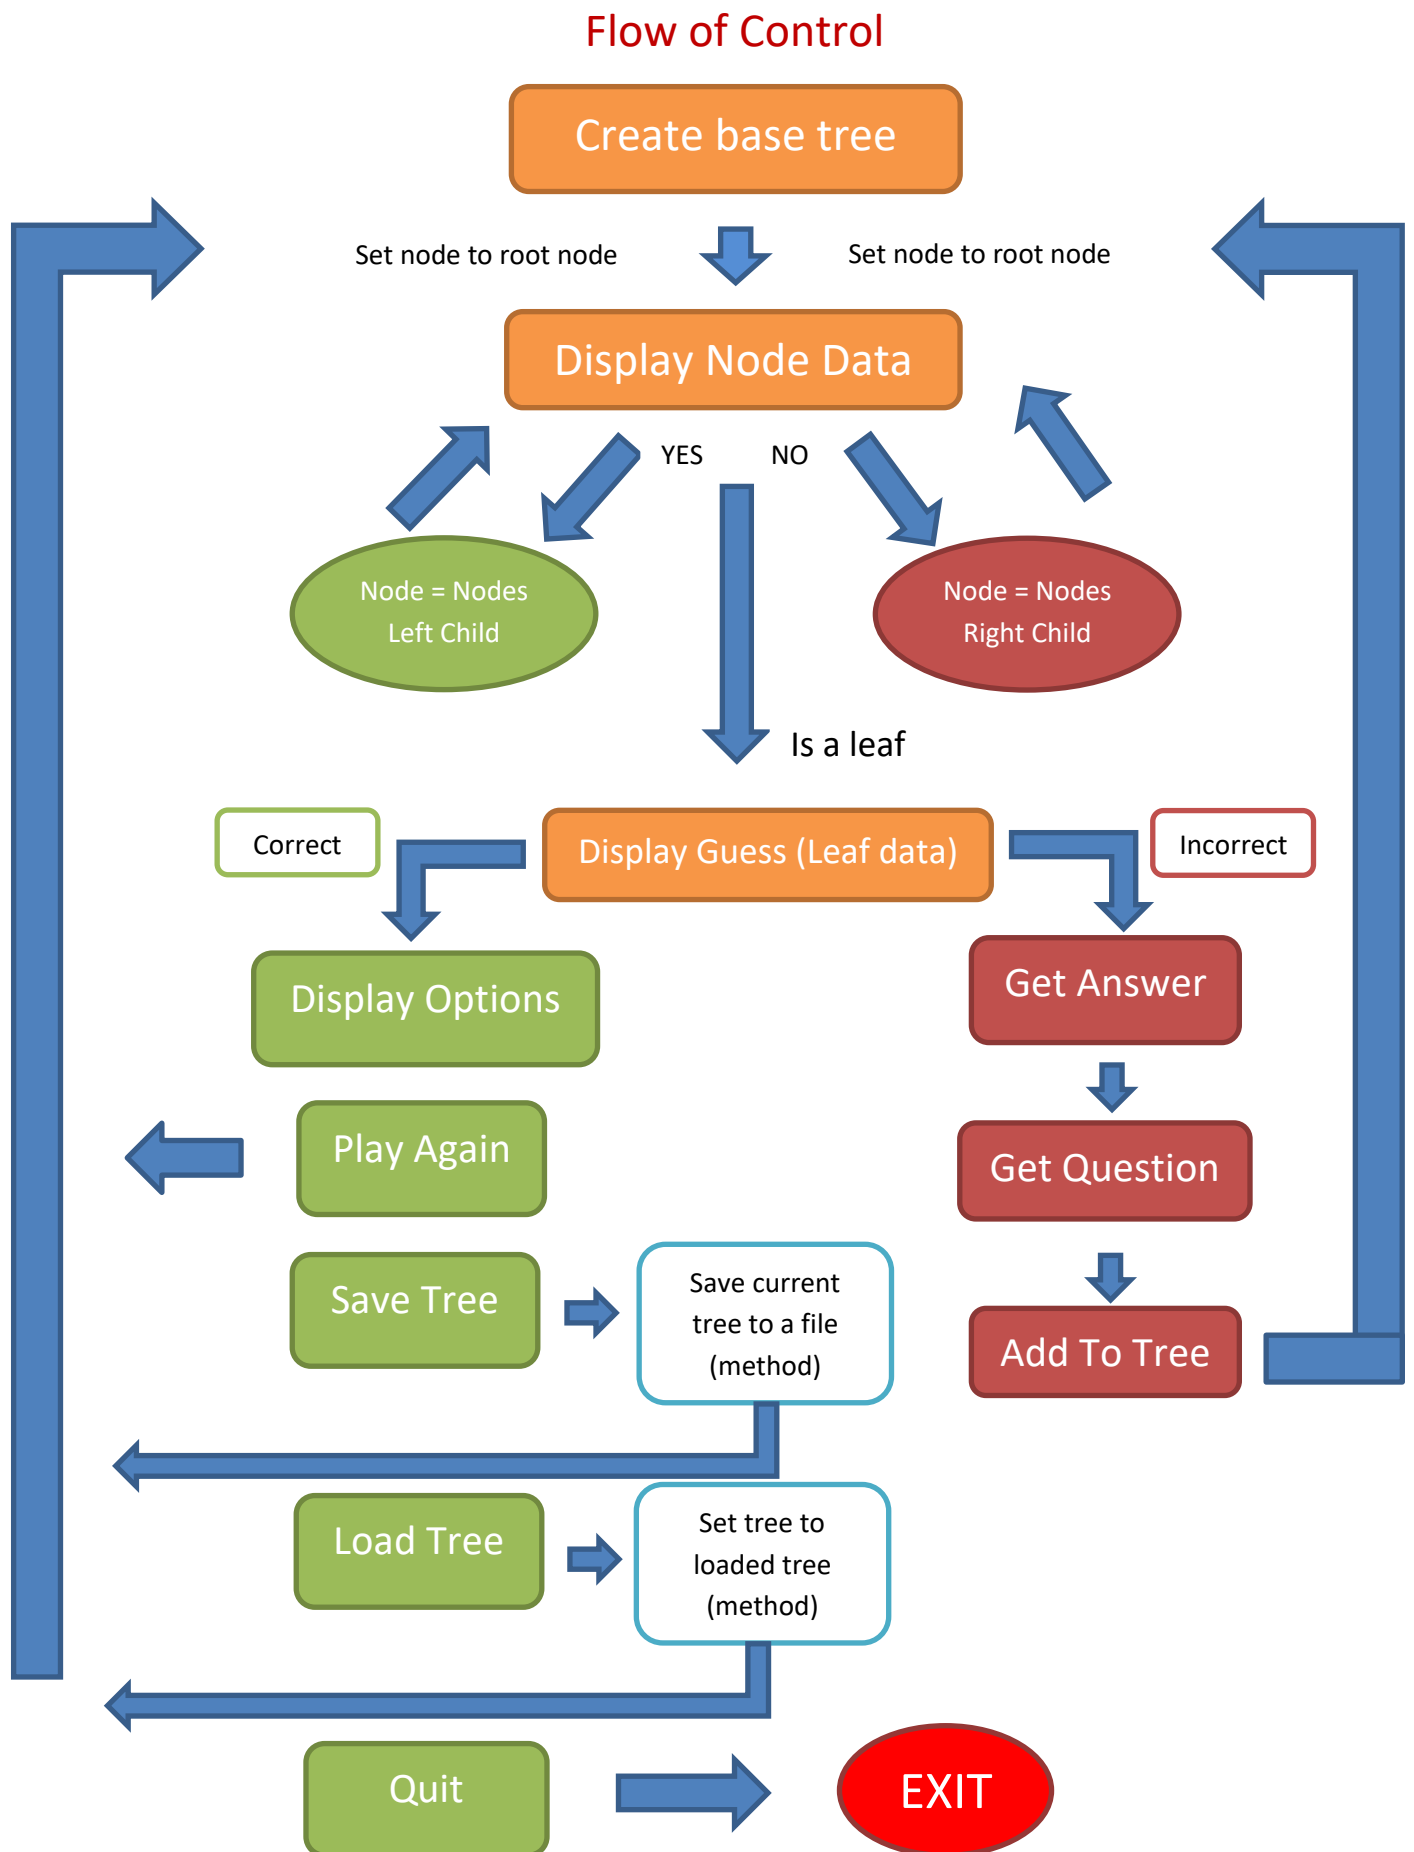 Flow of Control
Create base tree
Set node to root node
Set node to root node
Display Node Data
YES
NO
Node = Nodes
Left Child
Node = Nodes
Right Child
Is a leaf
Correct
Display Guess (Leaf data)
Incorrect
Display Options
Get Answer
Play Again
Get Question
Save Tree
Save current
tree to a file
(method)
Add To Tree
Load Tree
Set tree to
loaded tree
(method)
Quit
EXIT